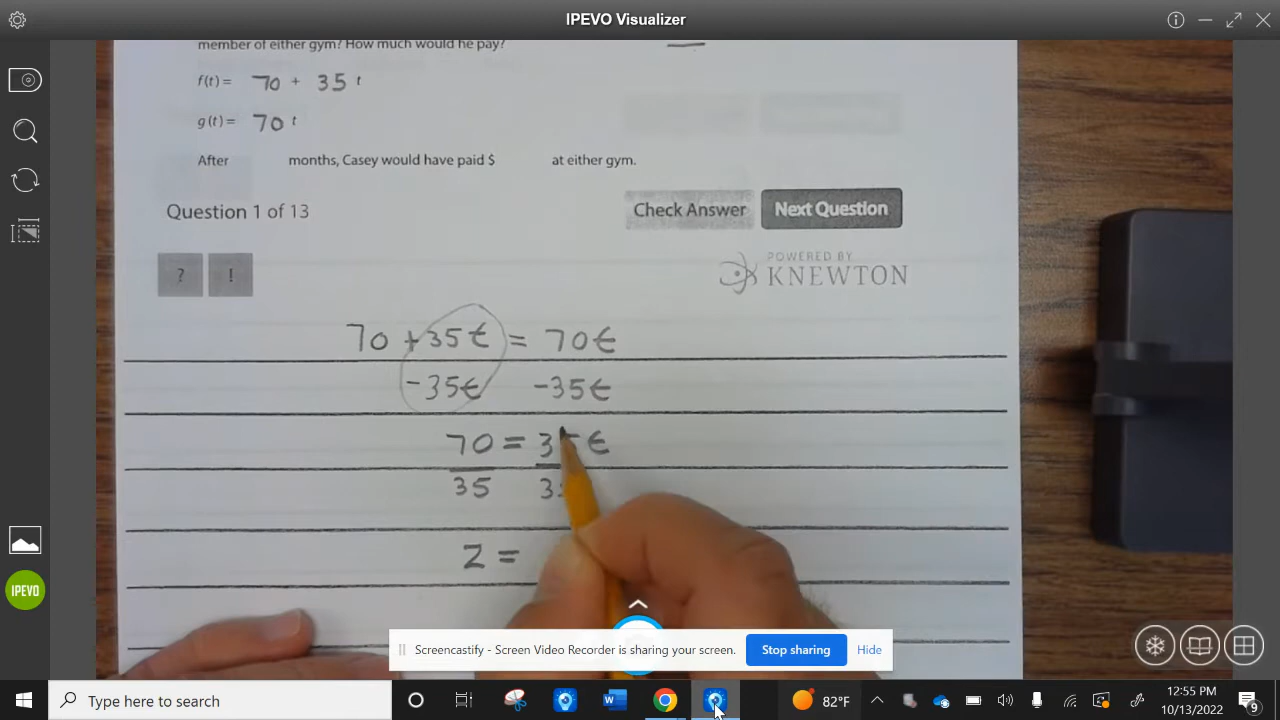 IPEVO Visualizer
member of either gym? How much would he pay?
f(t) = 70 + 35 t
g(t) = 70 t
After months, Casey would have paid $ at either gym.
Question 1 of 13
Check Answer
Next Question
? !
POWERED BY
KNEWTON
70 + 35t = 70t
-35t -35t
70 = 35t
35
2 =
IPEVO
Screencastify - Screen Video Recorder is sharing your screen.
Stop sharing
Hide
Type here to search
82°F
12:55 PM
10/13/2022
9